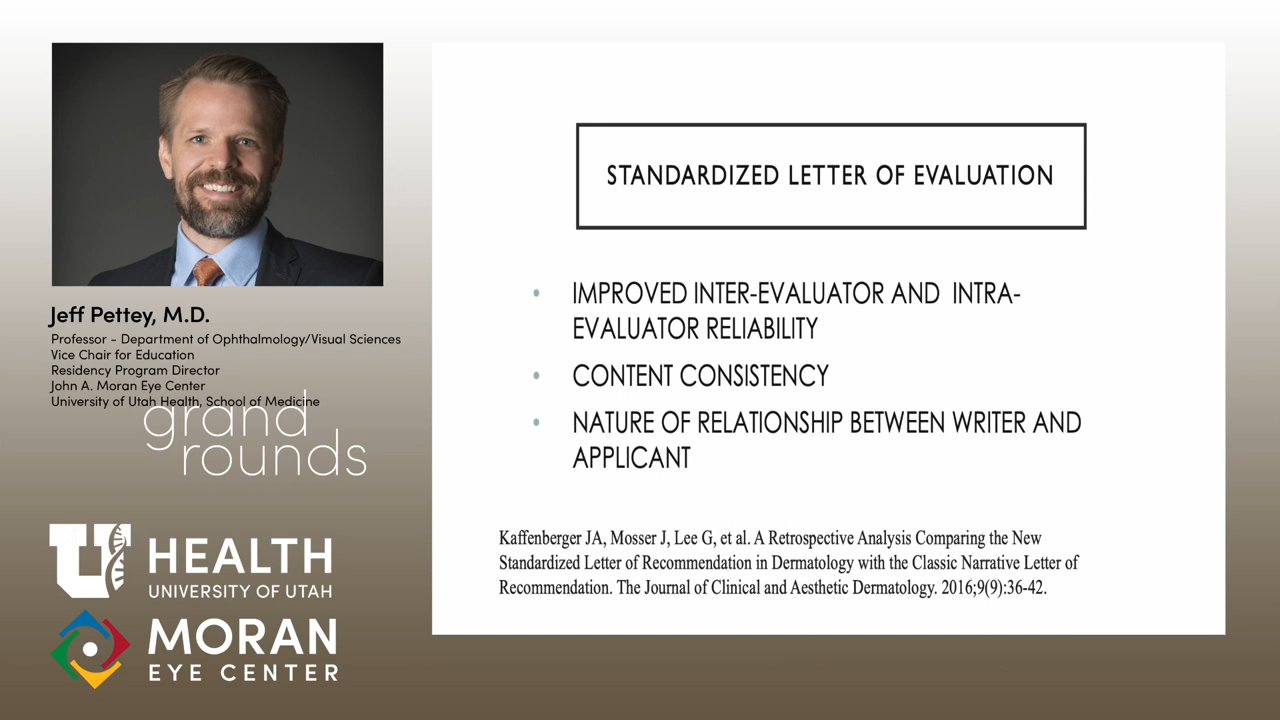 Jeff Pettey, M.D.
Professor - Department of Ophthalmology/Visual Sciences
Vice Chair for Education
Residency Program Director
John A. Moran Eye Center
University of Utah Health, School of Medicine
grand
rounds
U HEALTH
UNIVERSITY OF UTAH
MORAN
EYE CENTER
STANDARDIZED LETTER OF EVALUATION
• IMPROVED INTER-EVALUATOR AND INTRA-
EVALUATOR RELIABILITY
• CONTENT CONSISTENCY
• NATURE OF RELATIONSHIP BETWEEN WRITER AND
APPLICANT
Kaffenberger JA, Mosser J, Lee G, et al. A Retrospective Analysis Comparing the New
Standardized Letter of Recommendation in Dermatology with the Classic Narrative Letter of
Recommendation. The Journal of Clinical and Aesthetic Dermatology. 2016;9(9):36-42.